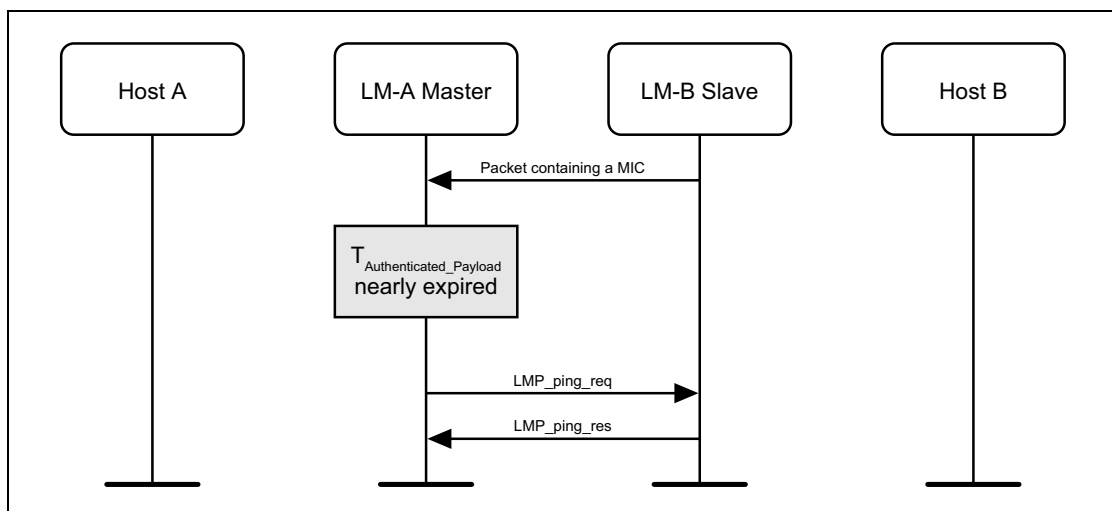 Host A
LM-A Master
LM-B Slave
Host B
Packet containing a MIC
TAuthenticated_Payload
nearly expired
LMP_ping_req
LMP_ping_res